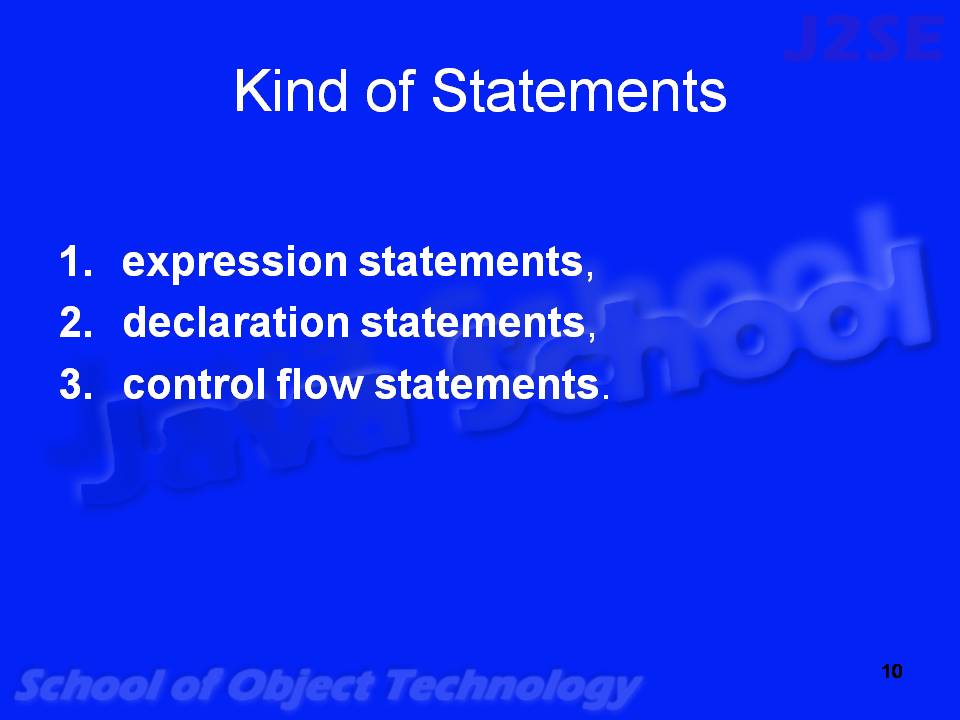 J2SE
Kind of Statements
1. expression statements,
2. declaration statements,
3. control flow statements.
Java School
School of Object Technology
10